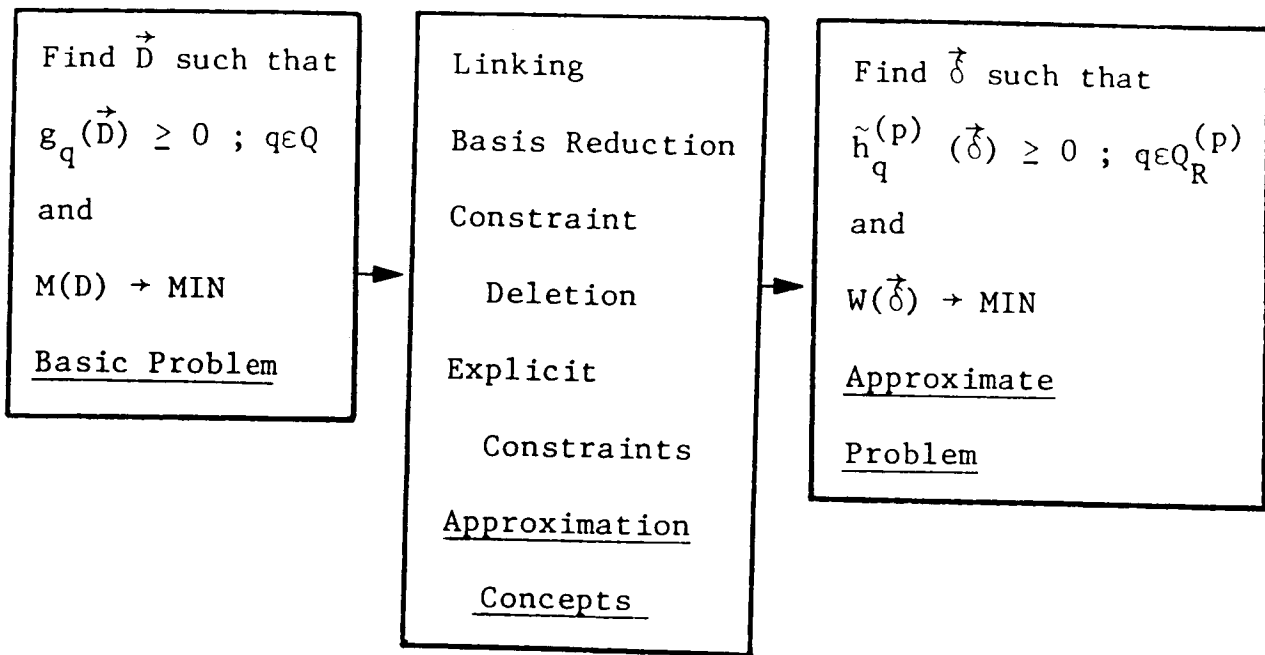 Find D⃗ such that
g_q(D⃗) ≥ 0 ; qεQ
and
M(D) → MIN
Basic Problem
Linking
Basis Reduction
Constraint
Deletion
Explicit
Constraints
Approximation
Concepts
Find δ⃗ such that
h̃_q^(p) (δ⃗) ≥ 0 ; qεQ_R^(p)
and
W(δ⃗) → MIN
Approximate
Problem